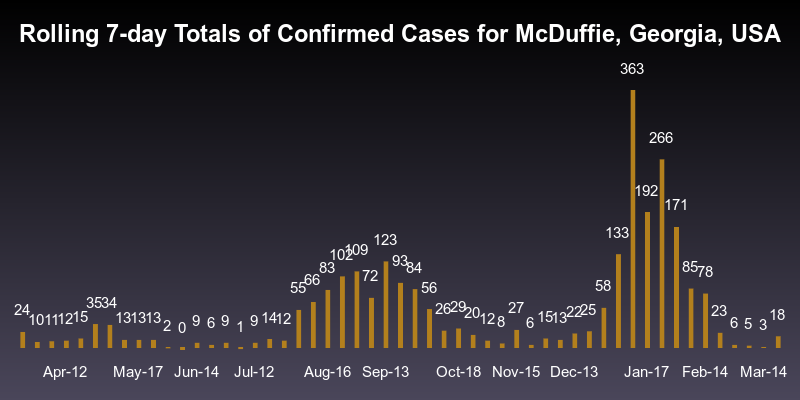 Rolling 7-day Totals of Confirmed Cases for McDuffie, Georgia, USA
24 10 11 12 15 35 34 13 13 13 2 0 9 6 9 1 9 14 12 55 66 83 102 109 72 123 93 84 56 26 29 20 12 8 27 6 15 13 22 25 58 133 363 192 266 171 85 78 23 6 5 3 18
Apr-12 May-17 Jun-14 Jul-12 Aug-16 Sep-13 Oct-18 Nov-15 Dec-13 Jan-17 Feb-14 Mar-14